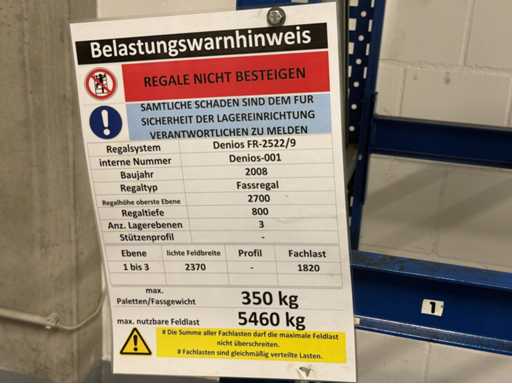 Belastungswarnhinweis
REGALE NICHT BESTEIGEN
SÄMTLICHE SCHÄDEN SIND DEM FÜR
SICHERHEIT DER LAGEREINRICHTUNG
VERANTWORTLICHEN ZU MELDEN
Regalsystem Denios FR-2522/9
interne Nummer Denios-001
Baujahr 2008
Regaltyp Fassregal
Regalhöhe oberste Ebene 2700
Regaltiefe 800
Anz. Lagerebenen 3
Stützenprofil -
Ebene lichte Feldbreite Profil Fachlast
1 bis 3 2370 - 1820
max.
Paletten/Fassgewicht 350 kg
max. nutzbare Feldlast 5460 kg
# Die Summe aller Fachlasten darf die maximale Feldlast
nicht überschreiten.
# Fachlasten sind gleichmäßig verteilte Lasten.
1